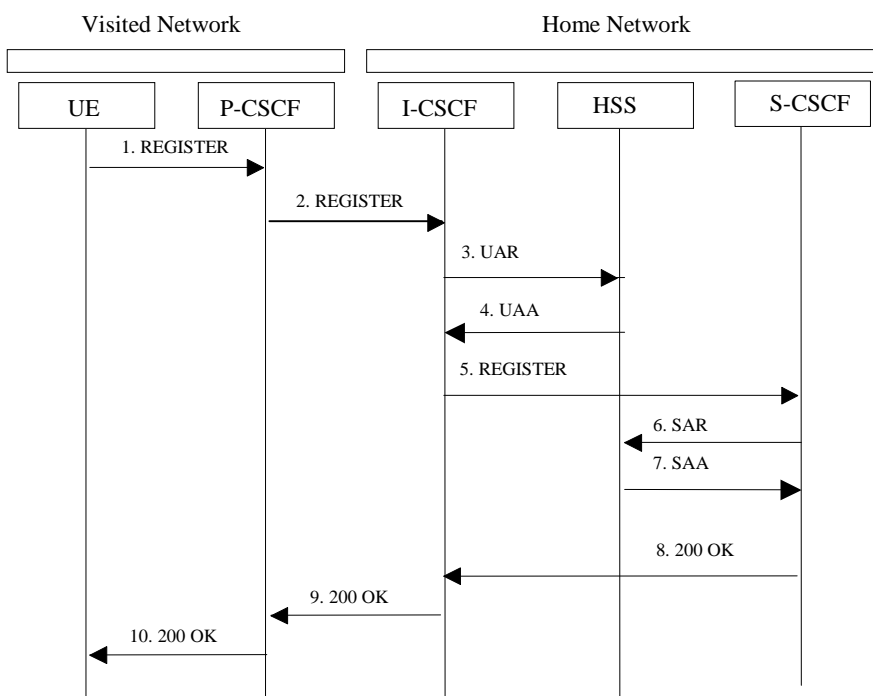 Visited Network
Home Network
UE
P-CSCF
I-CSCF
HSS
S-CSCF
1. REGISTER
2. REGISTER
3. UAR
4. UAA
5. REGISTER
6. SAR
7. SAA
8. 200 OK
9. 200 OK
10. 200 OK